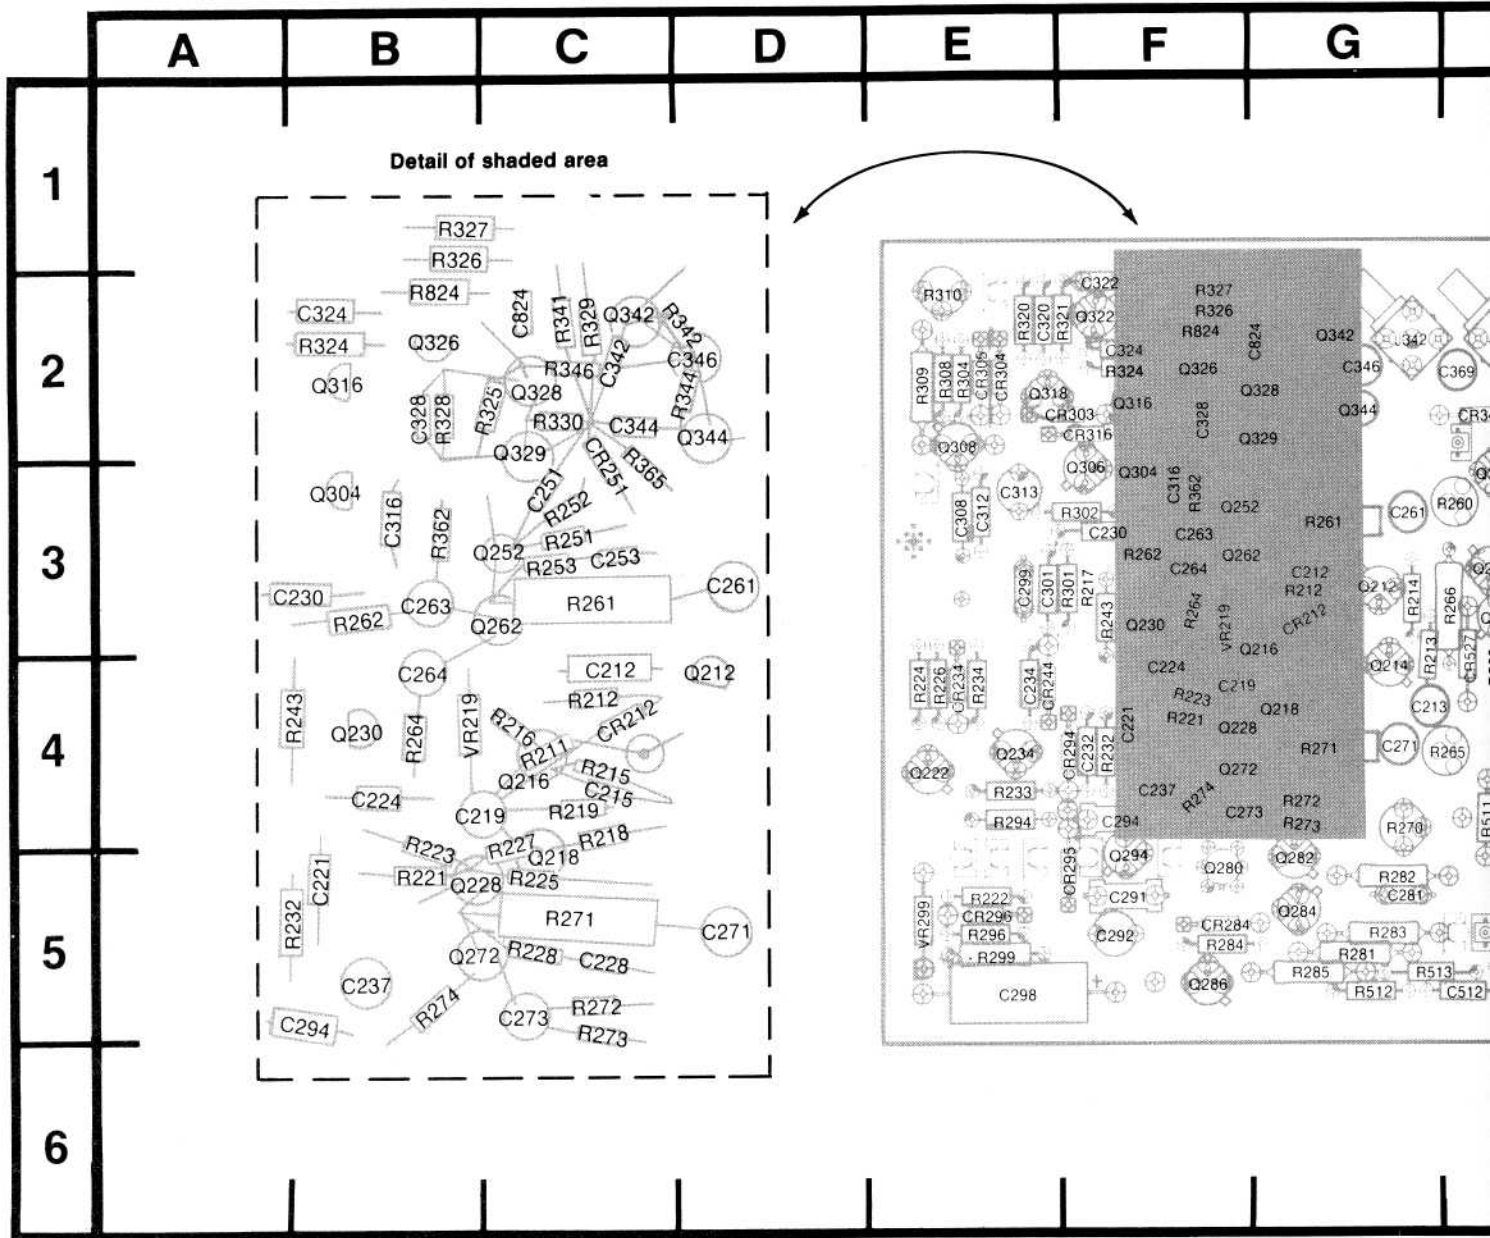 A B C D E F G
1
2
3
4
5
6
Detail of shaded area
R327
R326
R824
C324
R324
Q326
Q316
C328
R328
R325
C824
R341
R329
Q342
R342
C342
C346
R346
Q328
R344
R330
C344
Q344
Q329
CR251
R365
C251
Q304
C316
R362
R252
Q252
R251
R253
C253
C230
R262
C263
Q262
R261
C261
C264
C212
Q212
R243
Q230
R264
VR219
R212
CR212
R216
R211
Q216
R215
C215
C224
C219
R219
R218
R223
R227
Q218
C221
R221
Q228
R225
R232
R271
C271
Q272
R228
C228
C237
R274
C273
R272
R273
C294
R310
R320
C320
R321
C322
Q322
R327
R326
R824
C824
Q342
C324
R324
Q326
C346
C369
R309
R308
R304
CR305
CR304
Q318
Q316
Q328
C328
Q344
CR303
CR316
Q308
Q329
Q306
Q304
C316
R362
C313
C308
C312
R302
C230
Q252
C263
R261
C261
R260
R262
Q262
C264
C212
R212
Q212
R214
R266
C299
C301
R301
R217
R243
Q230
R264
VR219
CR212
Q216
Q214
R213
CR527
R224
R226
CR234
R234
C234
CR244
C224
R223
C219
C221
R221
Q218
Q228
C213
CR294
C232
R232
R271
C271
R265
Q234
Q222
Q272
R233
C237
R274
R272
R294
C294
C273
R273
R270
R511
CR295
Q294
Q280
Q282
R282
C281
R222
C291
VR299
CR296
R296
C292
CR284
R284
Q284
R283
R299
R281
C298
Q286
R285
R513
R512
C512